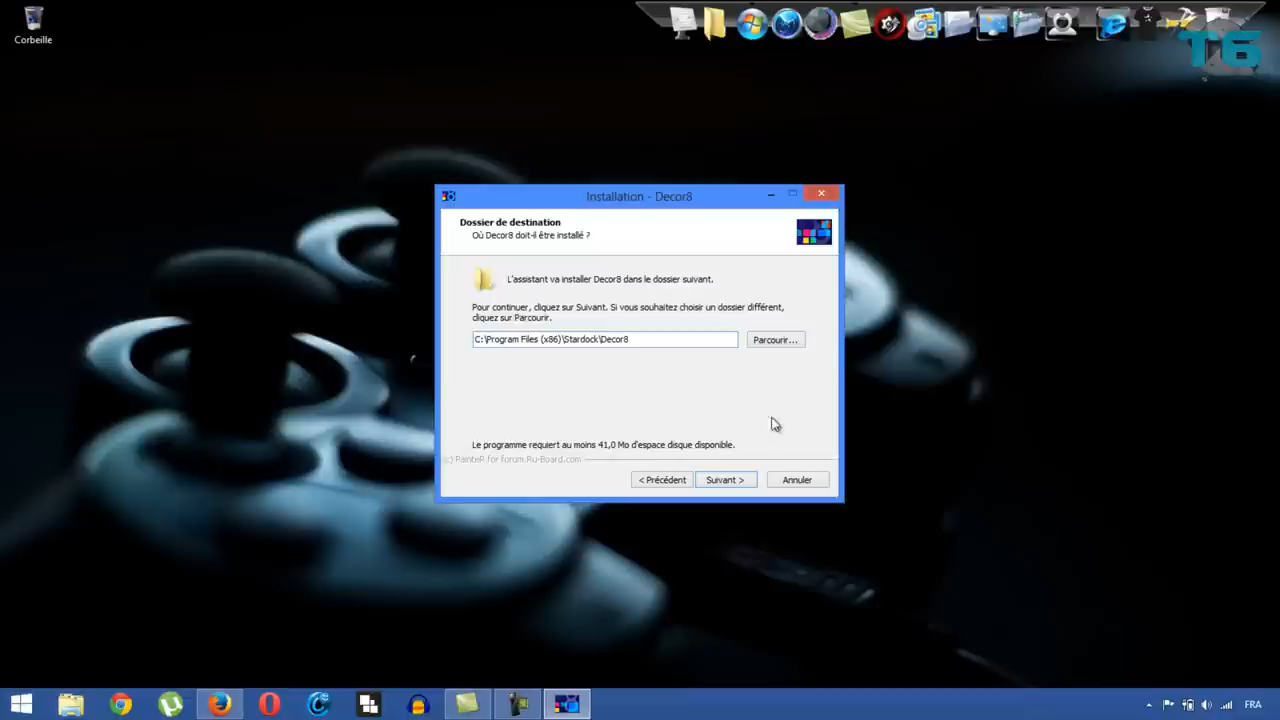 Corbeille
T6
Installation - Decor8
Dossier de destination
Où Decor8 doit-il être installé ?
L'assistant va installer Decor8 dans le dossier suivant.
Pour continuer, cliquez sur Suivant. Si vous souhaitez choisir un dossier différent,
cliquez sur Parcourir.
C:\Program Files (x86)\Stardock\Decor8
Parcourir...
Le programme requiert au moins 41,0 Mo d'espace disque disponible.
(c) PainteR for forum.Ru-Board.com
< Précédent
Suivant >
Annuler
FRA